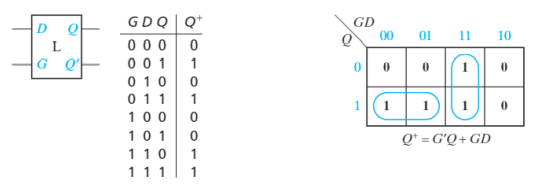 D Q
L
G Q'
G D Q Q⁺
0 0 0 0
0 0 1 1
0 1 0 0
0 1 1 1
1 0 0 0
1 0 1 0
1 1 0 1
1 1 1 1
GD
Q 00 01 11 10
0 0 0 1 0
1 1 1 1 0
Q⁺ = G'Q + GD